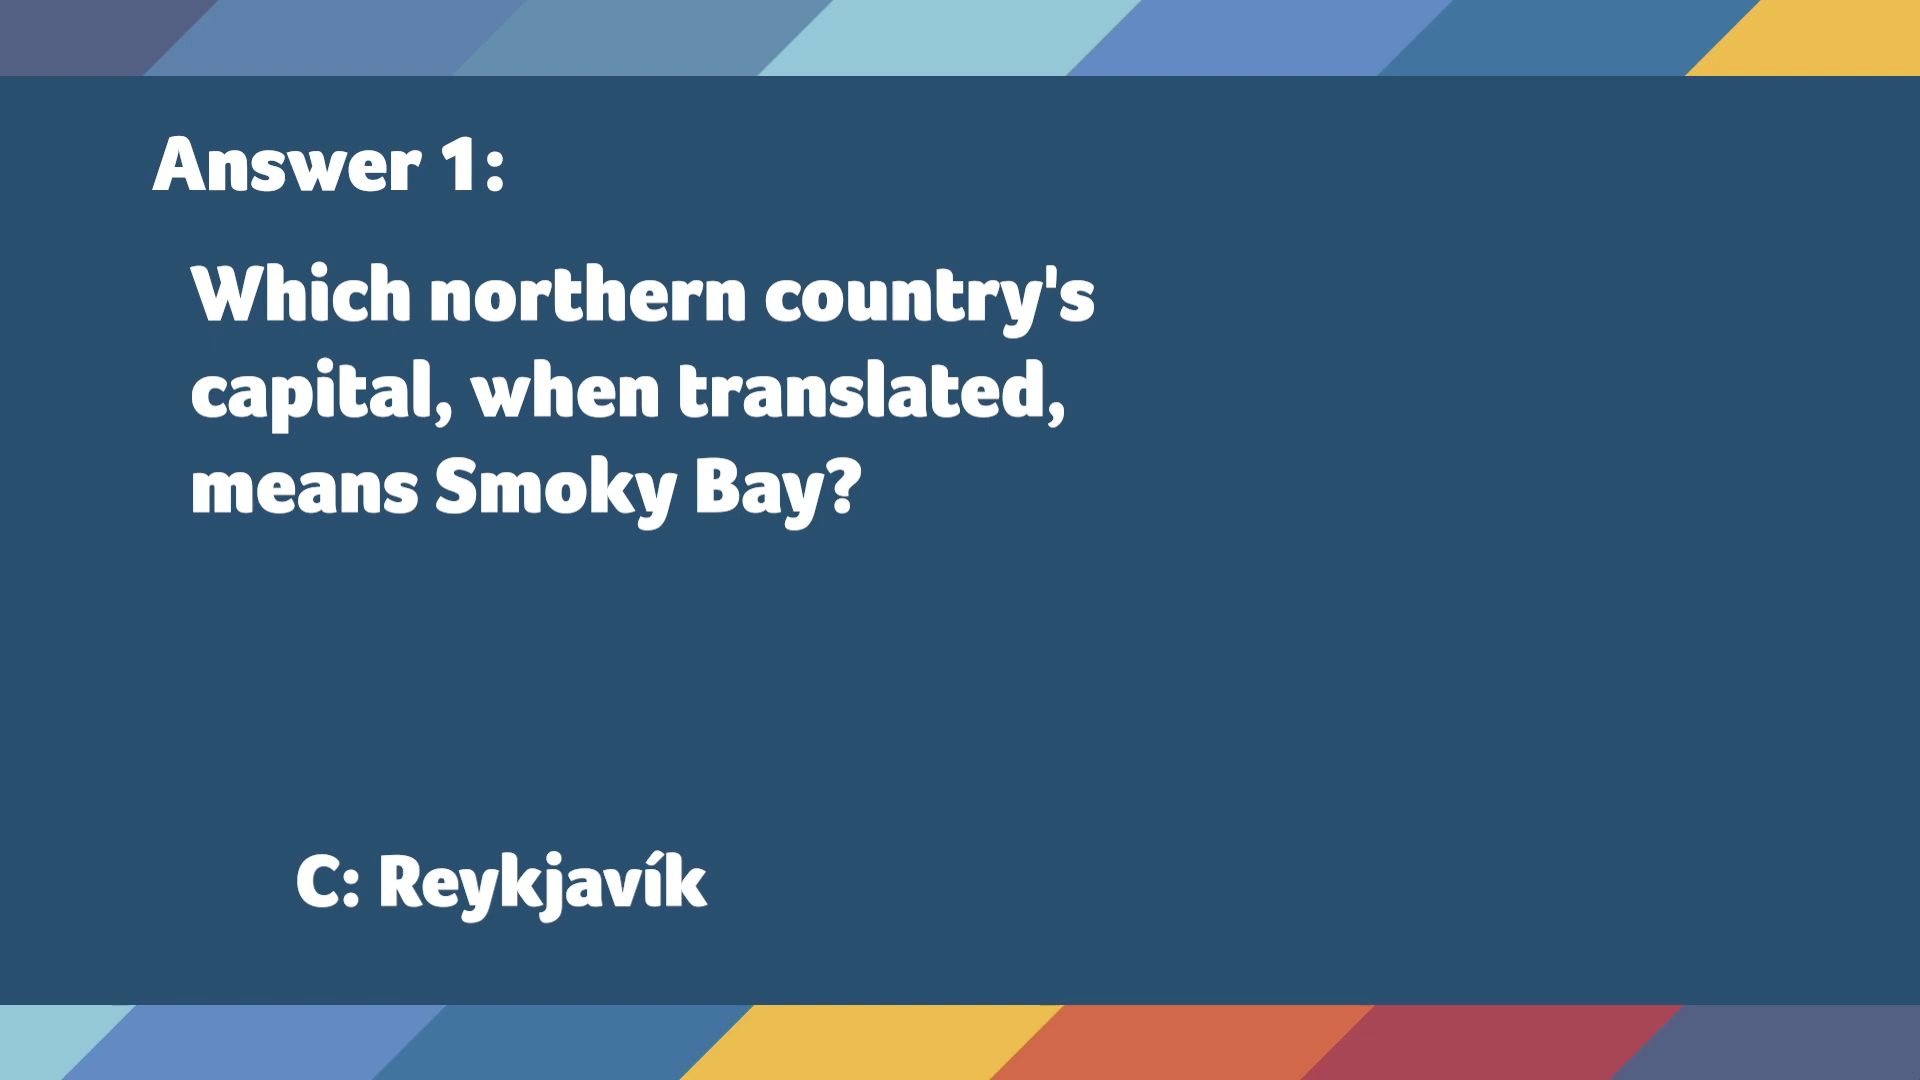 Answer 1:
Which northern country's
capital, when translated,
means Smoky Bay?
C: Reykjavík